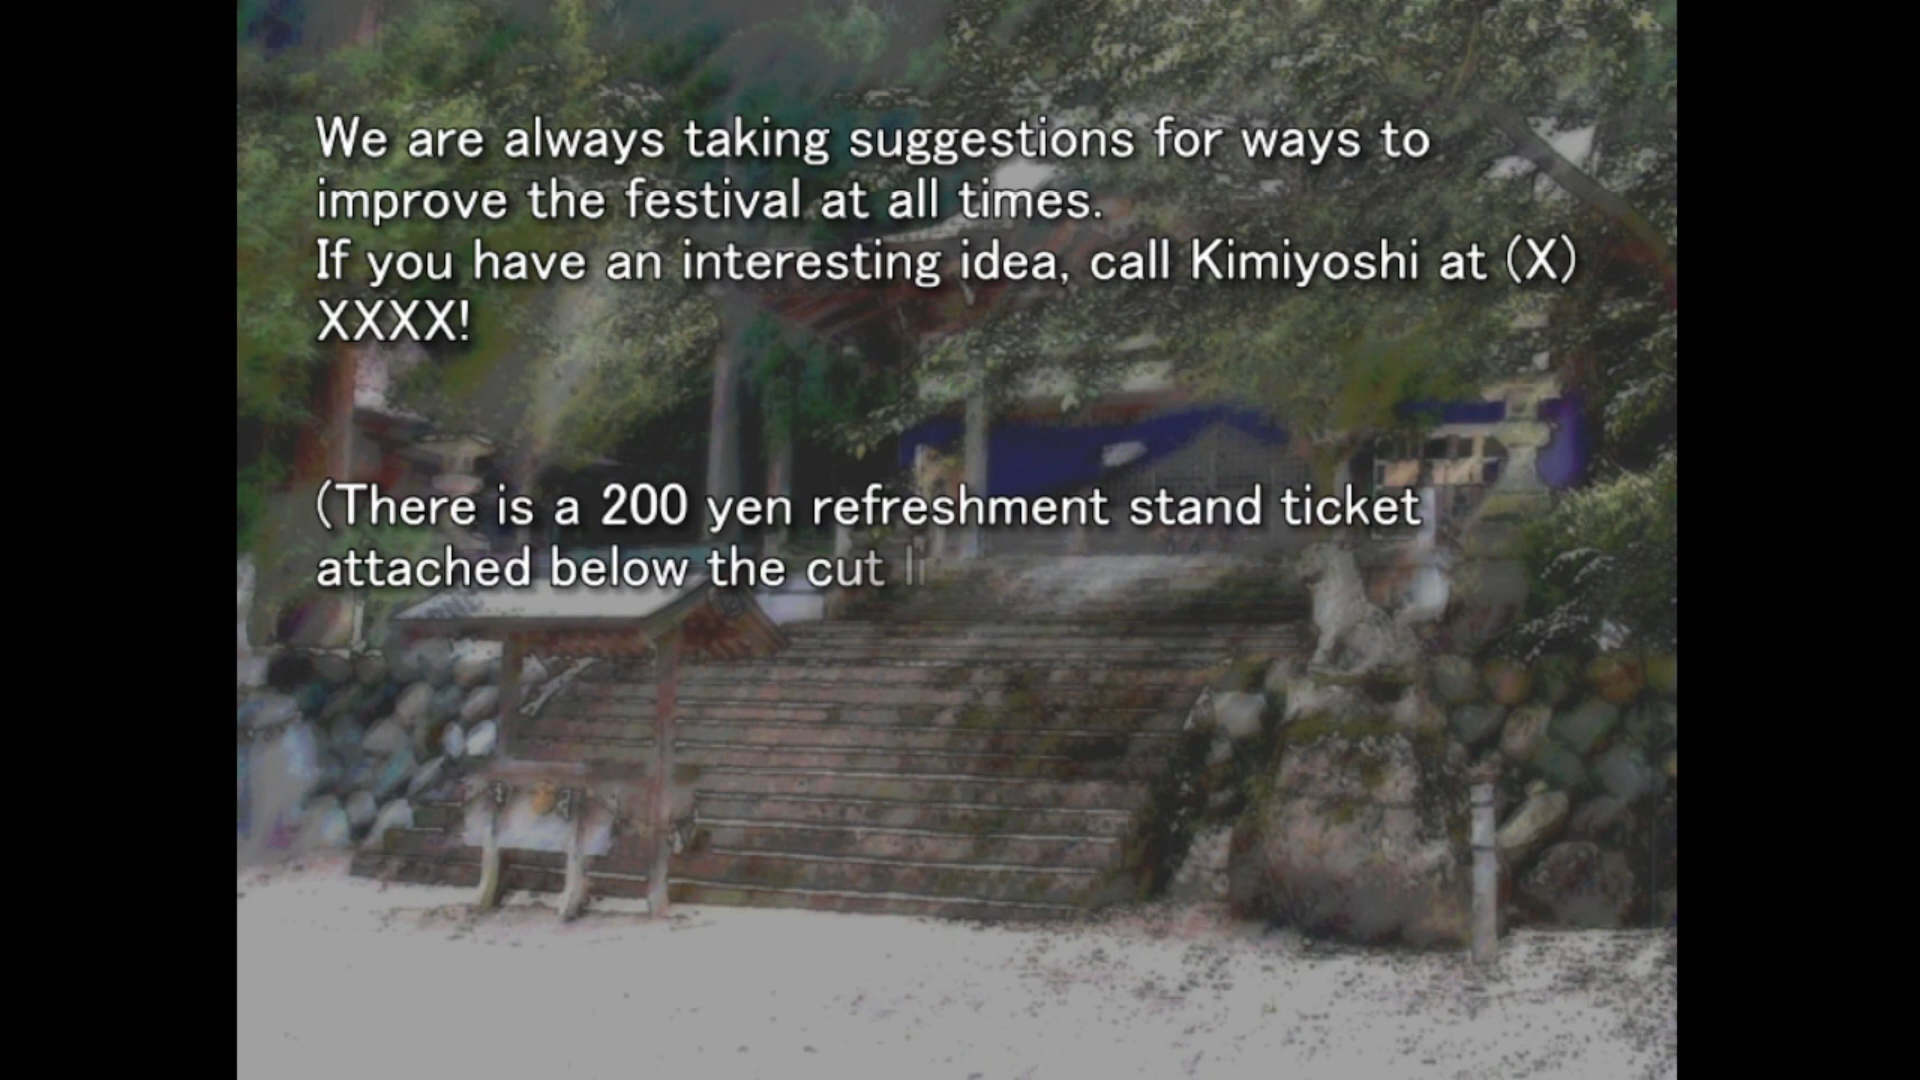 We are always taking suggestions for ways to
improve the festival at all times.
If you have an interesting idea, call Kimiyoshi at (X)
XXXX!
(There is a 200 yen refreshment stand ticket
attached below the cut li